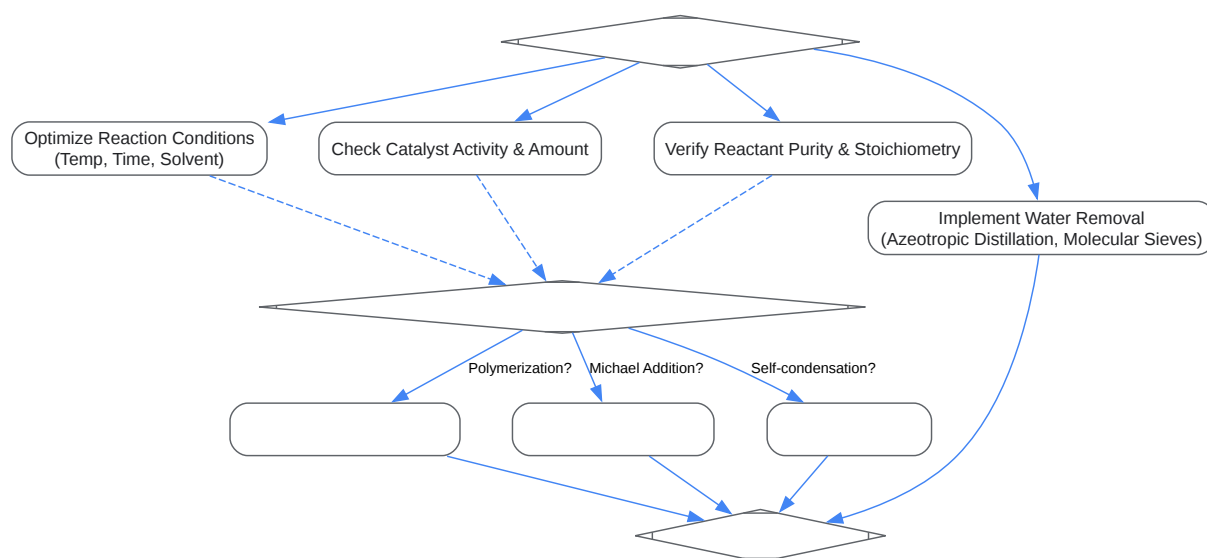 Optimize Reaction Conditions
(Temp, Time, Solvent)
Check Catalyst Activity & Amount
Verify Reactant Purity & Stoichiometry
Implement Water Removal
(Azeotropic Distillation, Molecular Sieves)
Polymerization?
Michael Addition?
Self-condensation?